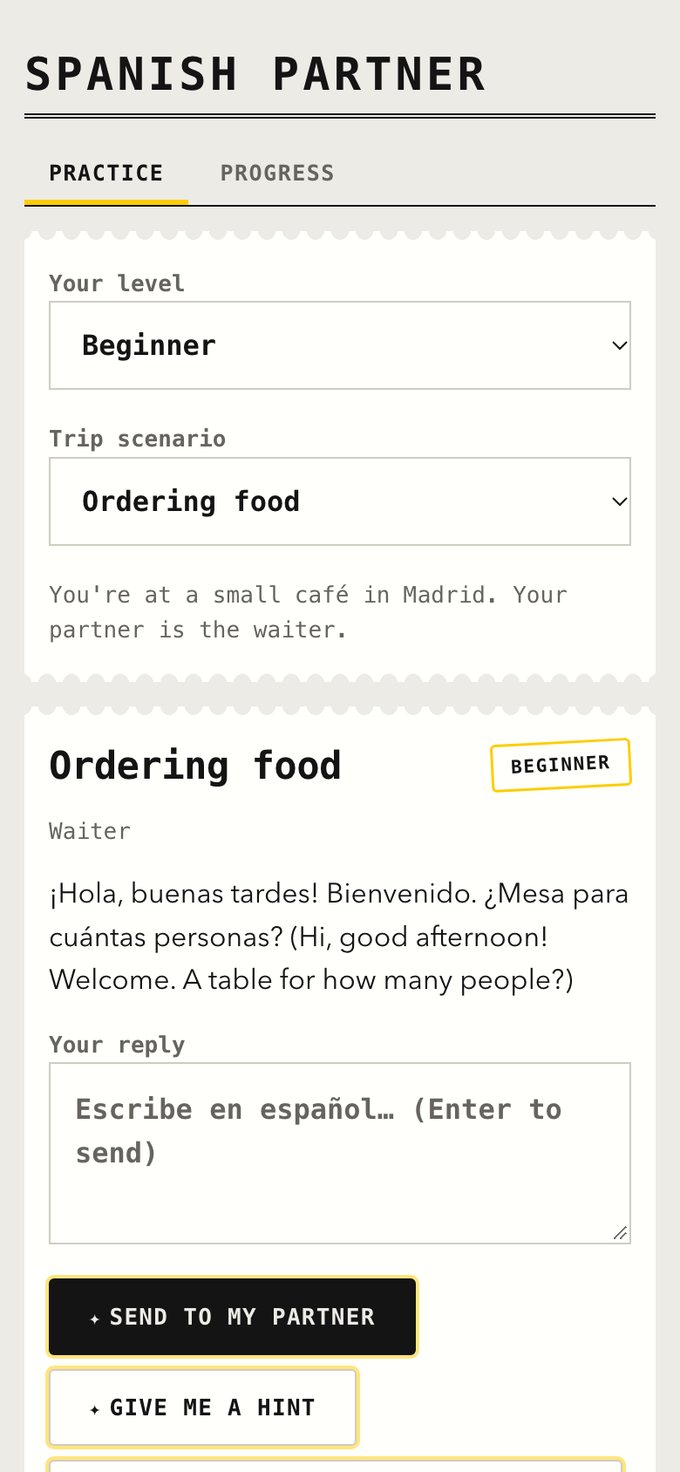 SPANISH PARTNER
PRACTICE PROGRESS
Your level
Beginner
Trip scenario
Ordering food
You're at a small café in Madrid. Your
partner is the waiter.
Ordering food
BEGINNER
Waiter
¡Hola, buenas tardes! Bienvenido. ¿Mesa para
cuántas personas? (Hi, good afternoon!
Welcome. A table for how many people?)
Your reply
Escribe en español… (Enter to
send)
✦ SEND TO MY PARTNER
✦ GIVE ME A HINT